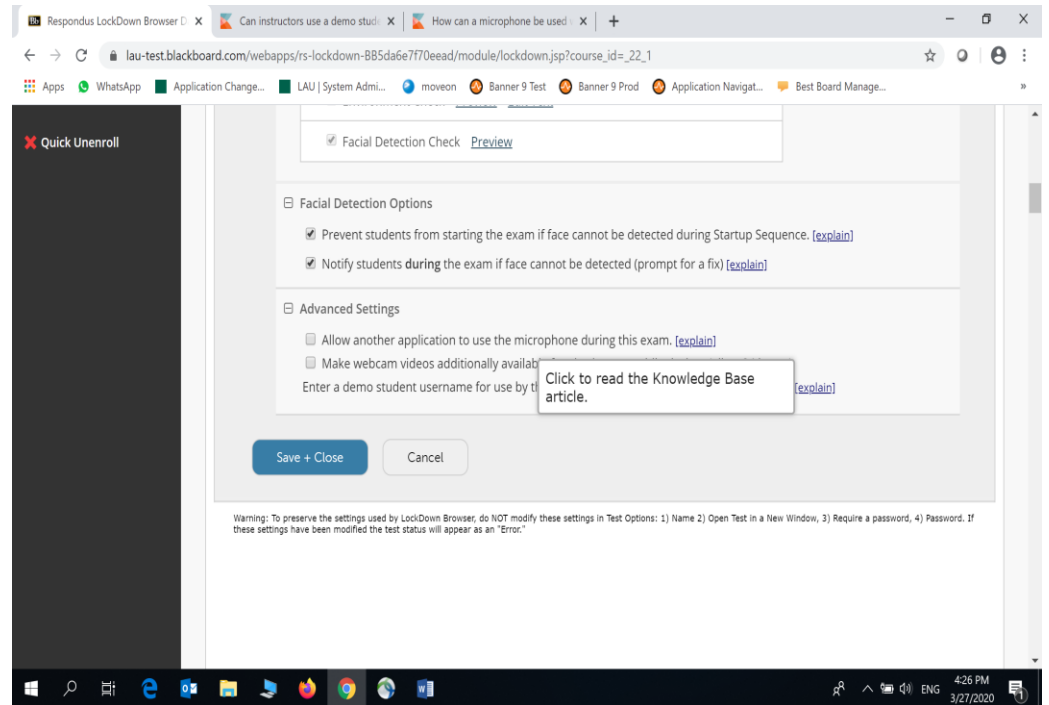 Respondus LockDown Browser D
Can instructors use a demo stude
How can a microphone be used
lau-test.blackboard.com/webapps/rs-lockdown-BB5da6e7f70eead/module/lockdown.jsp?course_id=_22_1
Apps WhatsApp Application Change... LAU | System Admi... moveon Banner 9 Test Banner 9 Prod Application Navigat... Best Board Manage... »
Quick Unenroll
Facial Detection Check Preview
Facial Detection Options
Prevent students from starting the exam if face cannot be detected during Startup Sequence. [explain]
Notify students during the exam if face cannot be detected (prompt for a fix) [explain]
Advanced Settings
Allow another application to use the microphone during this exam. [explain]
Make webcam videos additionally availab
Enter a demo student username for use by th [explain]
Click to read the Knowledge Base
article.
Save + Close Cancel
Warning: To preserve the settings used by LockDown Browser, do NOT modify these settings in Test Options: 1) Name 2) Open Test in a New Window, 3) Require a password, 4) Password. If
these settings have been modified the test status will appear as an "Error."
ENG
4:26 PM
3/27/2020
1